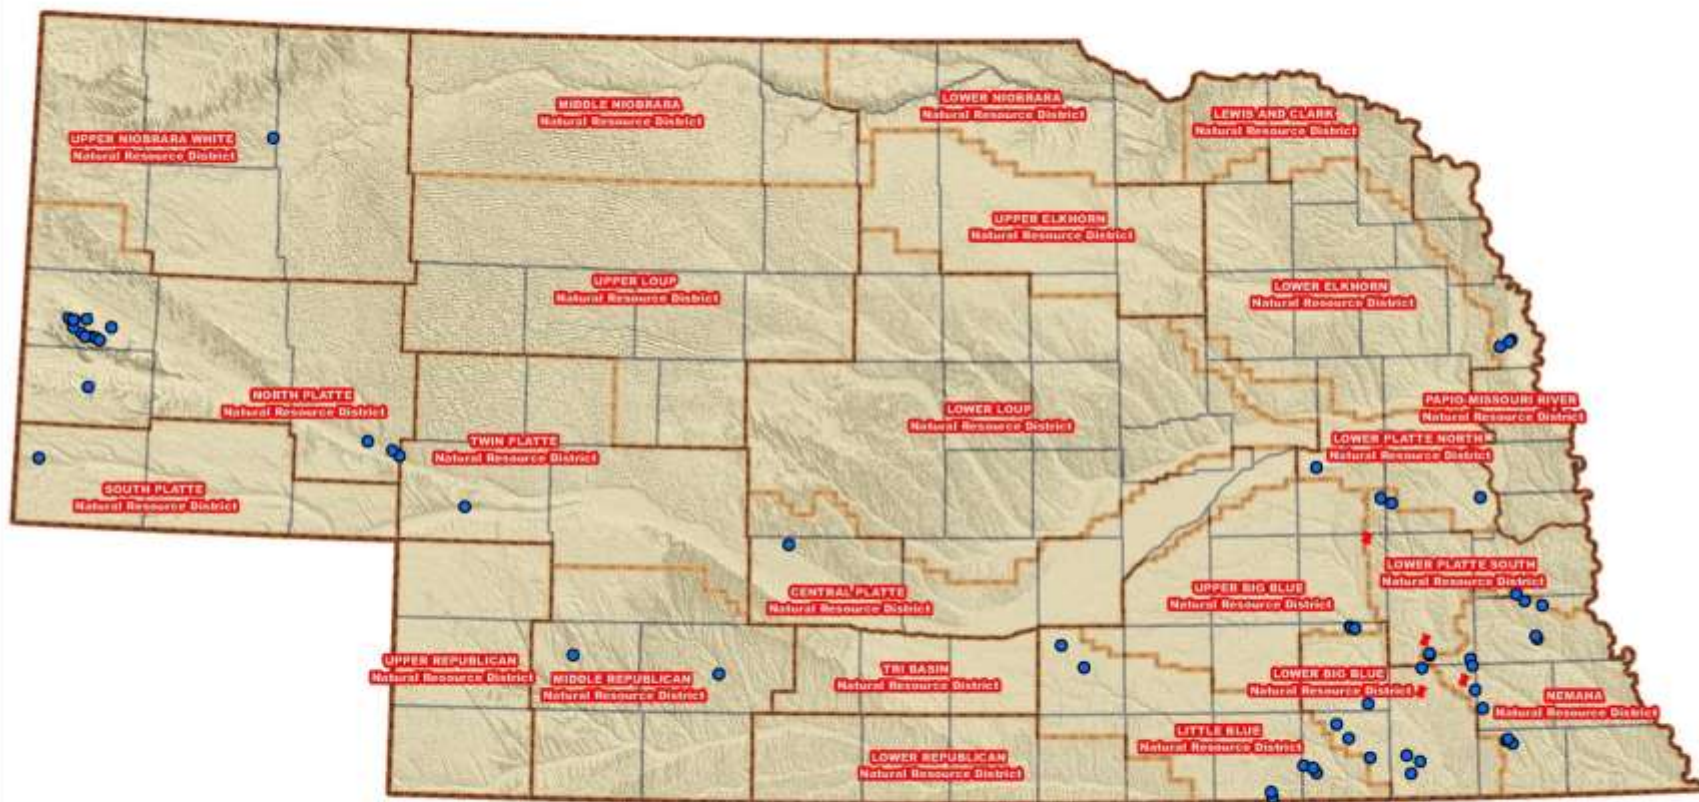 MIDDLE NIOBRARA
Natural Resource District
LOWER NIOBRARA
Natural Resource District
LEWIS AND CLARK
Natural Resource District
UPPER NIOBRARA WHITE
Natural Resource District
UPPER ELKHORN
Natural Resource District
UPPER LOUP
Natural Resource District
LOWER ELKHORN
Natural Resource District
NORTH PLATTE
Natural Resource District
LOWER LOUP
Natural Resource District
PAPIO-MISSOURI RIVER
Natural Resource District
TWIN PLATTE
Natural Resource District
LOWER PLATTE NORTH
Natural Resource District
SOUTH PLATTE
Natural Resource District
LOWER PLATTE SOUTH
Natural Resource District
CENTRAL PLATTE
Natural Resource District
UPPER BIG BLUE
Natural Resource District
UPPER REPUBLICAN
Natural Resource District
MIDDLE REPUBLICAN
Natural Resource District
TRI BASIN
Natural Resource District
LOWER BIG BLUE
Natural Resource District
NEMAHA
Natural Resource District
LITTLE BLUE
Natural Resource District
LOWER REPUBLICAN
Natural Resource District